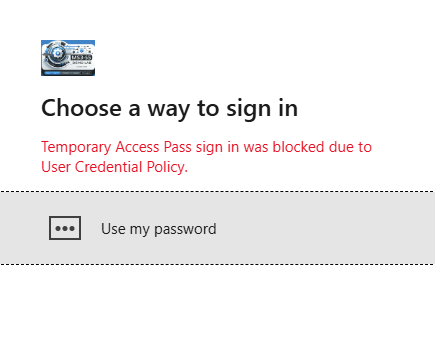 Choose a way to sign in
Temporary Access Pass sign in was blocked due to
User Credential Policy.
Use my password